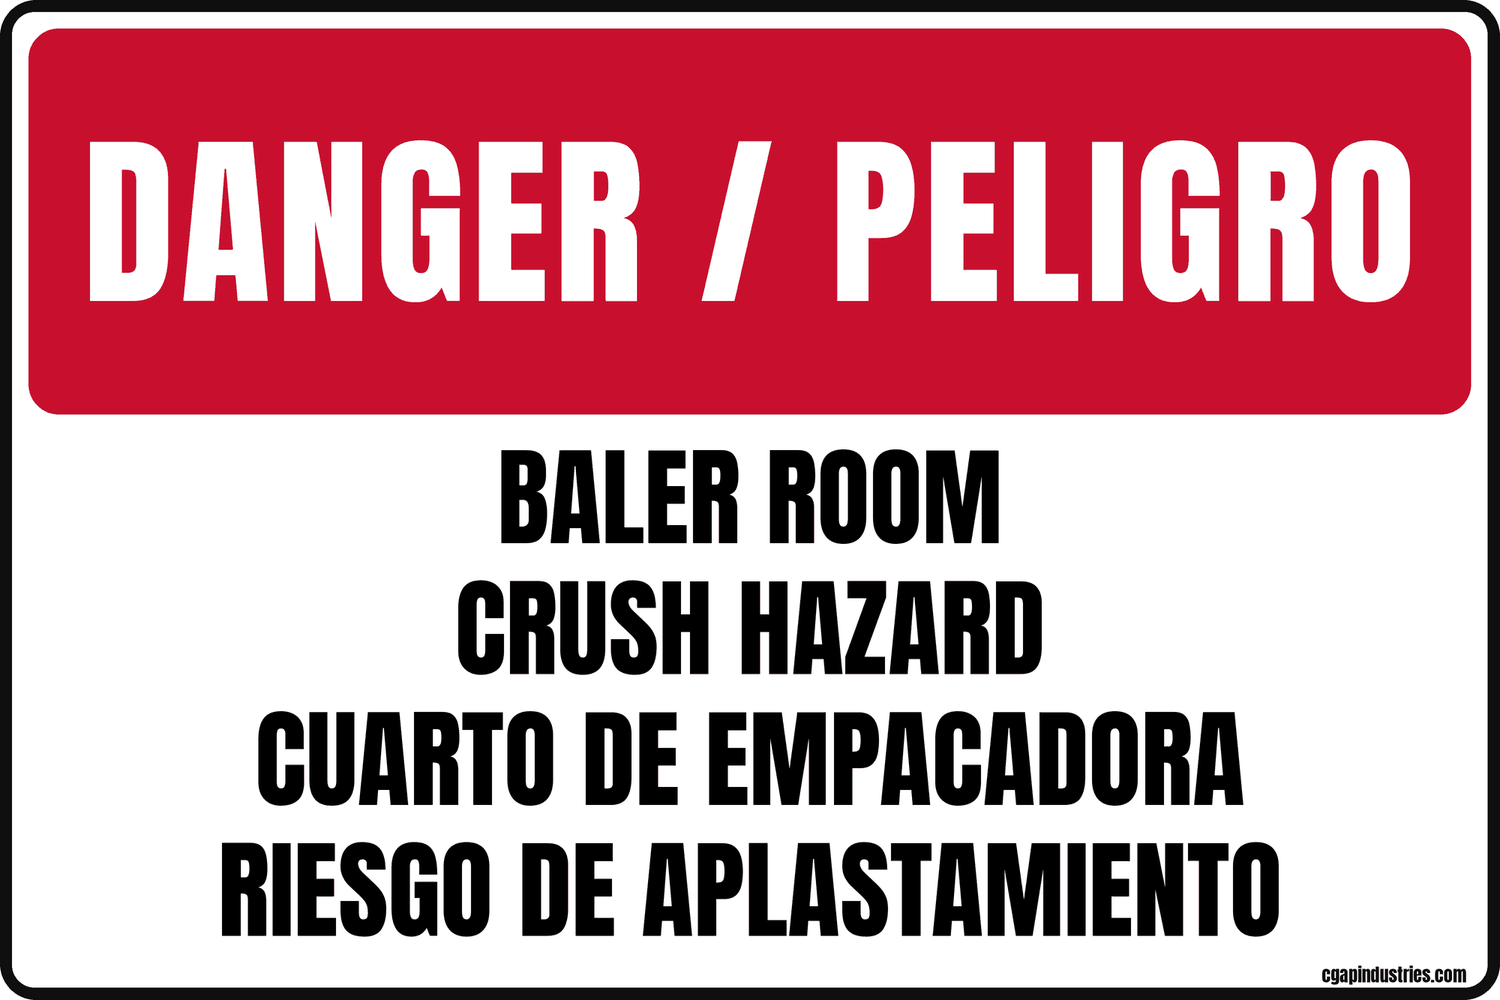 DANGER / PELIGRO
BALER ROOM
CRUSH HAZARD
CUARTO DE EMPACADORA
RIESGO DE APLASTAMIENTO
cgapindustries.com